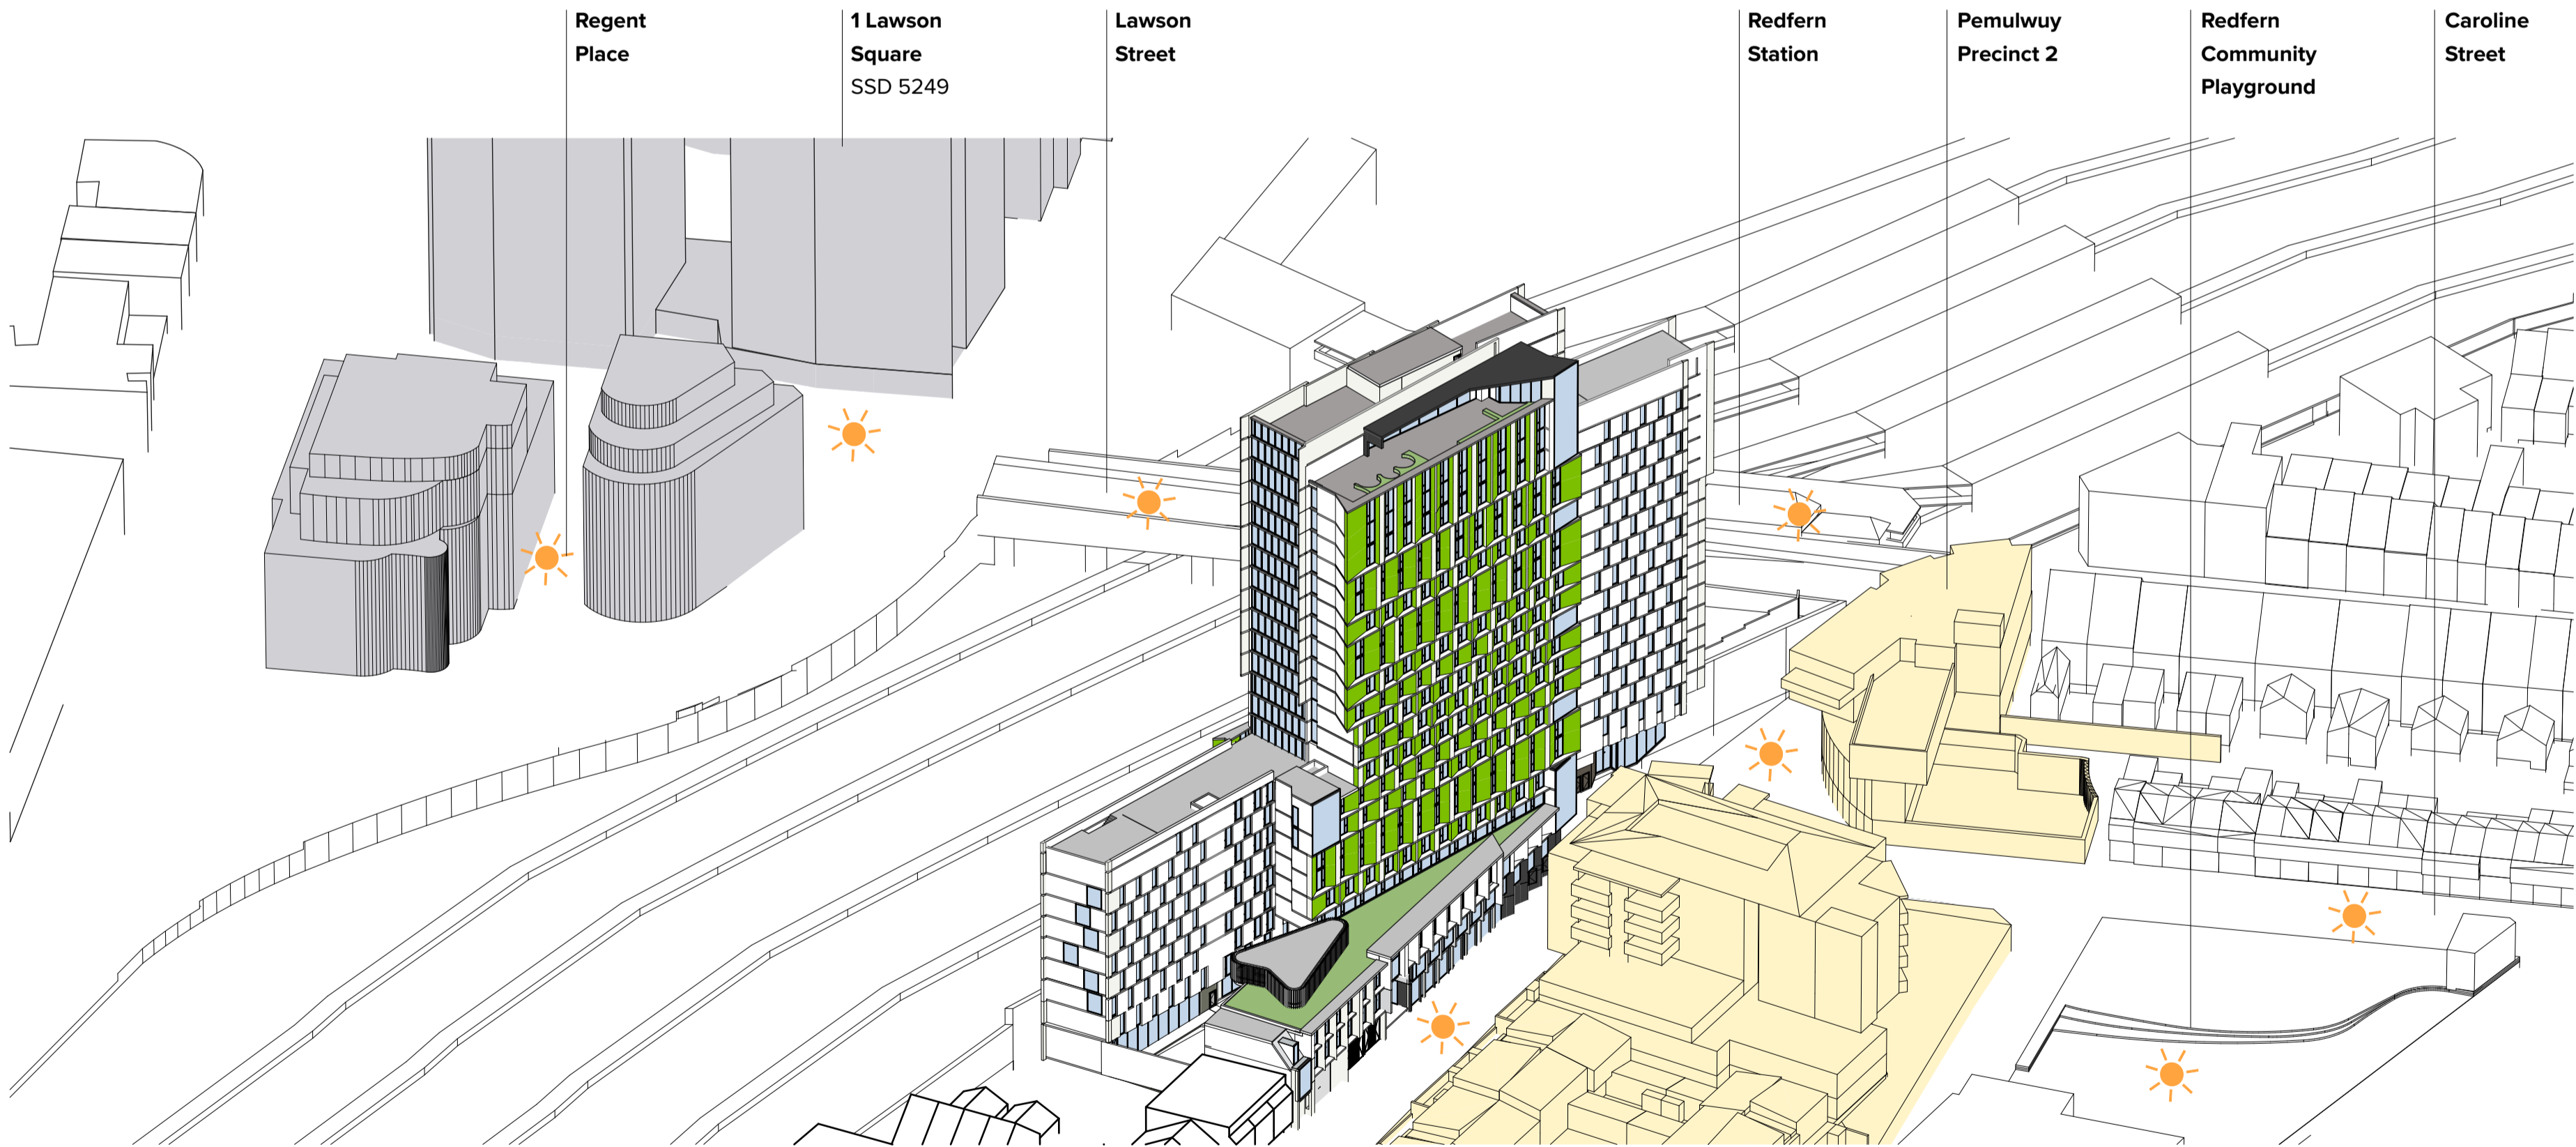 Regent
Place
1 Lawson
Square
SSD 5249
Lawson
Street
Redfern
Station
Pemulwuy
Precinct 2
Redfern
Community
Playground
Caroline
Street